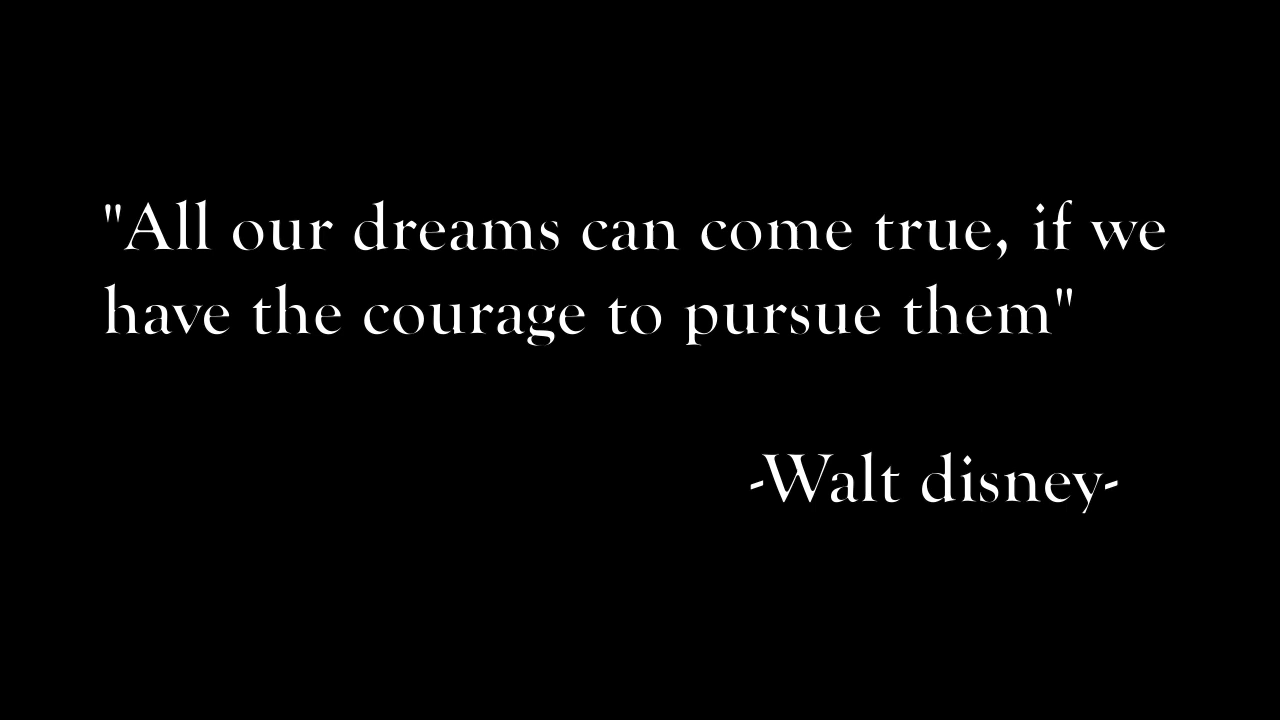 "All our dreams can come true, if we
have the courage to pursue them"
-Walt disney-